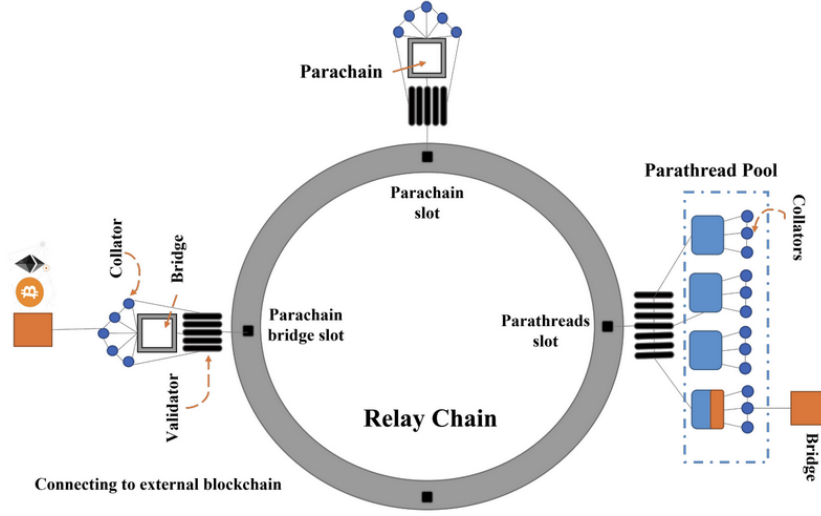 Parachain
Parachain
slot
Parathread Pool
Collators
Collator
Bridge
Parachain
bridge slot
Parathreads
slot
Validator
Relay Chain
Bridge
Connecting to external blockchain